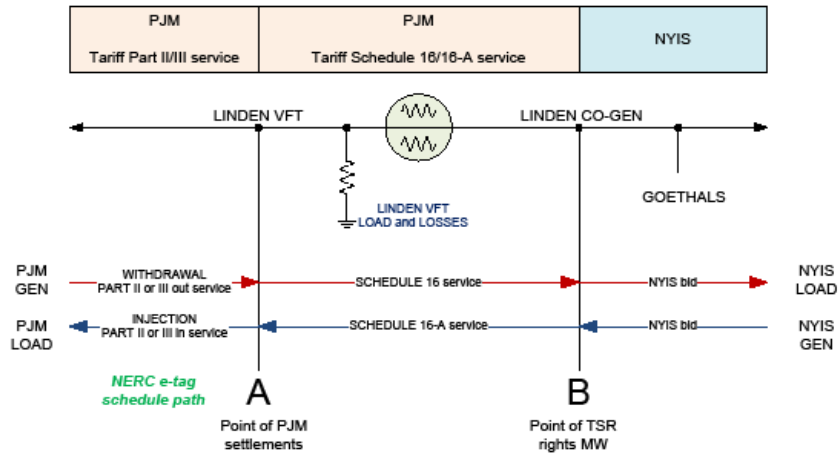 PJM
Tariff Part II/III service
PJM
Tariff Schedule 16/16-A service
NYIS
LINDEN VFT
LINDEN CO-GEN
GOETHALS
LINDEN VFT
LOAD and LOSSES
PJM
GEN
WITHDRAWAL
PART II or III out service
SCHEDULE 16 service
NYIS bid
NYIS
LOAD
PJM
LOAD
INJECTION
PART II or III in service
SCHEDULE 16-A service
NYIS bid
NYIS
GEN
NERC e-tag
schedule path
A
Point of PJM
settlements
B
Point of TSR
rights MW